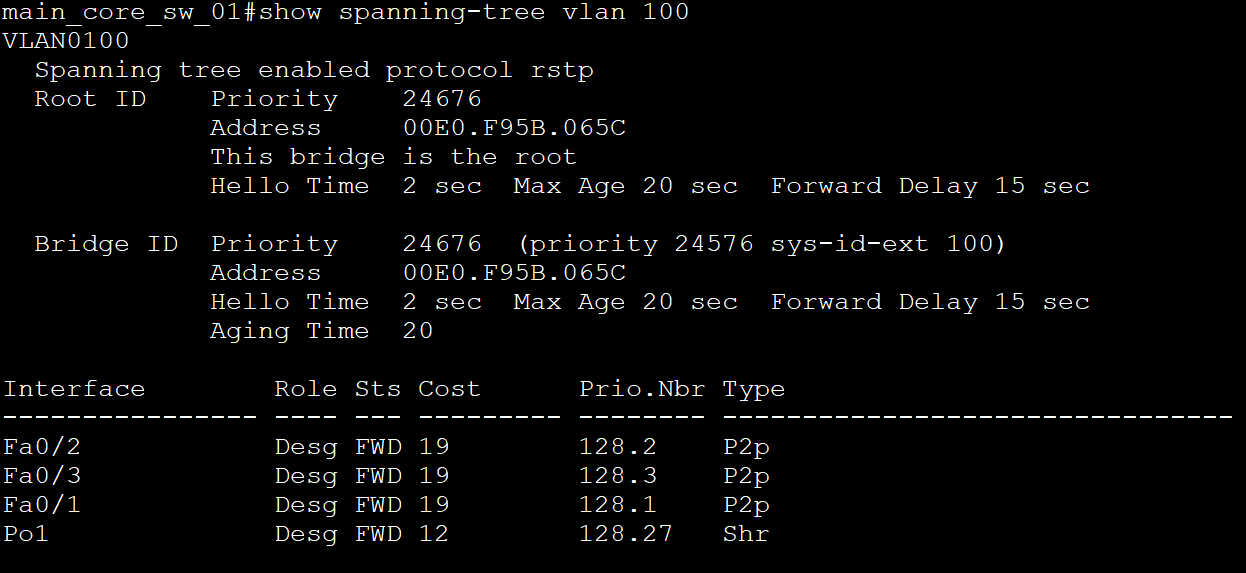 main_core_sw_01#show spanning-tree vlan 100
VLAN0100
  Spanning tree enabled protocol rstp
  Root ID    Priority    24676
             Address     00E0.F95B.065C
             This bridge is the root
             Hello Time  2 sec  Max Age 20 sec  Forward Delay 15 sec

  Bridge ID  Priority    24676  (priority 24576 sys-id-ext 100)
             Address     00E0.F95B.065C
             Hello Time  2 sec  Max Age 20 sec  Forward Delay 15 sec
             Aging Time  20

Interface        Role Sts Cost      Prio.Nbr Type
---------------- ---- --- --------- -------- --------------------------------
Fa0/2            Desg FWD 19        128.2    P2p
Fa0/3            Desg FWD 19        128.3    P2p
Fa0/1            Desg FWD 19        128.1    P2p
Po1              Desg FWD 12        128.27   Shr